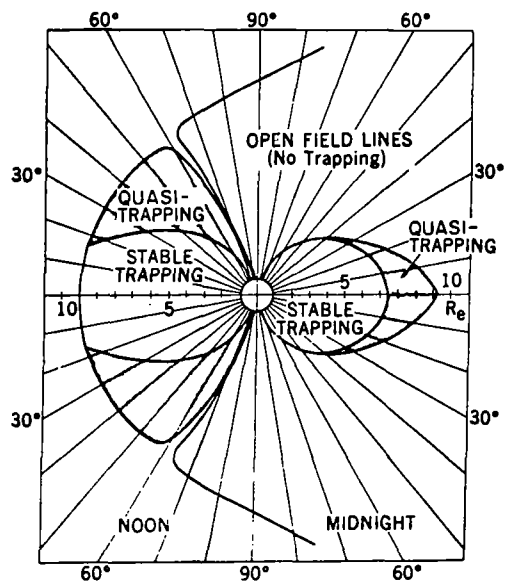 60° 90° 60°
OPEN FIELD LINES
(No Trapping)
30° 30°
QUASI-
TRAPPING
QUASI-
TRAPPING
STABLE
TRAPPING
10 5 5 10
STABLE
TRAPPING
Re
30° 30°
NOON MIDNIGHT
60° 90° 60°